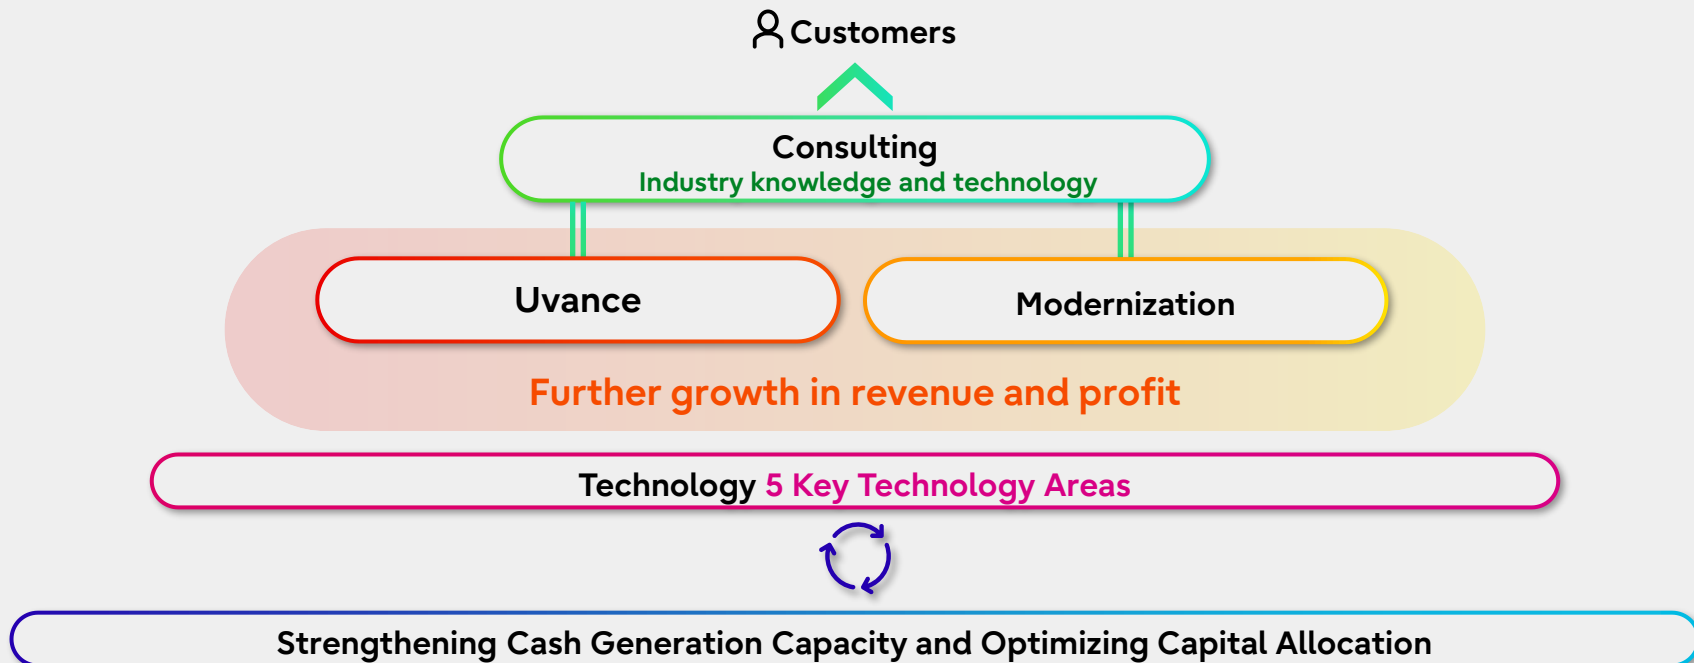 Customers
Consulting
Industry knowledge and technology
Uvance
Modernization
Further growth in revenue and profit
Technology 5 Key Technology Areas
Strengthening Cash Generation Capacity and Optimizing Capital Allocation